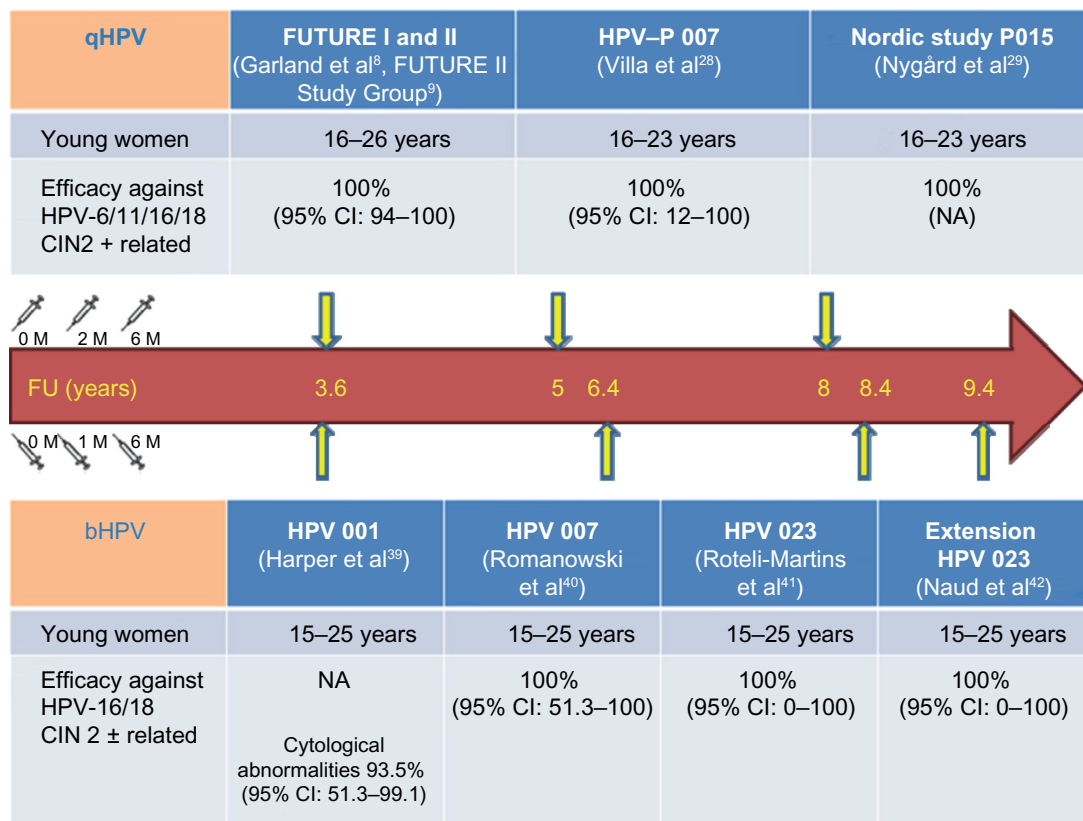 qHPV
FUTURE I and II
(Garland et al8, FUTURE II
Study Group9)
HPV–P 007
(Villa et al28)
Nordic study P015
(Nygård et al29)
Young women
16–26 years
16–23 years
16–23 years
Efficacy against
HPV-6/11/16/18
CIN2 + related
100%
(95% CI: 94–100)
100%
(95% CI: 12–100)
100%
(NA)
0 M
2 M
6 M
FU (years)
3.6
5
6.4
8
8.4
9.4
0 M
1 M
6 M
bHPV
HPV 001
(Harper et al39)
HPV 007
(Romanowski
et al40)
HPV 023
(Roteli-Martins
et al41)
Extension
HPV 023
(Naud et al42)
Young women
15–25 years
15–25 years
15–25 years
15–25 years
Efficacy against
HPV-16/18
CIN 2 ± related
NA
Cytological
abnormalities 93.5%
(95% CI: 51.3–99.1)
100%
(95% CI: 51.3–100)
100%
(95% CI: 0–100)
100%
(95% CI: 0–100)